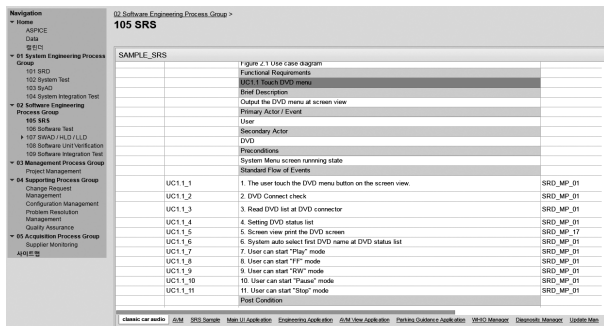 Navigation
Home
ASPICE
Data
캘린더
01 System Engineering Process
Group
101 SRD
102 System Test
103 SyAD
104 System Integration Test
02 Software Engineering
Process Group
105 SRS
106 Software Test
107 SWAD / HLD / LLD
108 Software Unit Verification
109 Software Integration Test
03 Management Process Group
Project Management
04 Supporting Process Group
Change Request
Management
Configuration Management
Problem Resolution
Management
Quality Assurance
05 Acquisition Process Group
Supplier Monitoring
사이트맵
02 Software Engineering Process Group >
105 SRS
SAMPLE_SRS
Figure 2.1 Use case diagram
Functional Requirements
UC1.1 Touch DVD menu
Brief Description
Output the DVD menu at screen view
Primary Actor / Event
User
Secondary Actor
DVD
Preconditions
System Menu screen runnning state
Standard Flow of Events
UC1.1_1 1. The user touch the DVD menu button on the screen view. SRD_MP_01
UC1.1_2 2. DVD Connect check SRD_MP_01
UC1.1_3 3. Read DVD list at DVD connector SRD_MP_01
UC1.1_4 4. Setting DVD status list SRD_MP_01
UC1.1_5 5. Screen view print the DVD screen SRD_MP_17
UC1.1_6 6. System auto select first DVD name at DVD status list SRD_MP_01
UC1.1_7 7. User can start "Play" mode SRD_MP_01
UC1.1_8 8. User can start "FF" mode SRD_MP_01
UC1.1_9 9. User can start "RW" mode SRD_MP_01
UC1.1_10 10. User can start "Pause" mode SRD_MP_01
UC1.1_11 11. User can start "Stop" mode SRD_MP_01
Post Condition
classic car audio AVM SRS Sample Main UI Application Engineering Application AVM View Application Parking Guidance Application WHIO Manager Diagnosits Manager Update Man